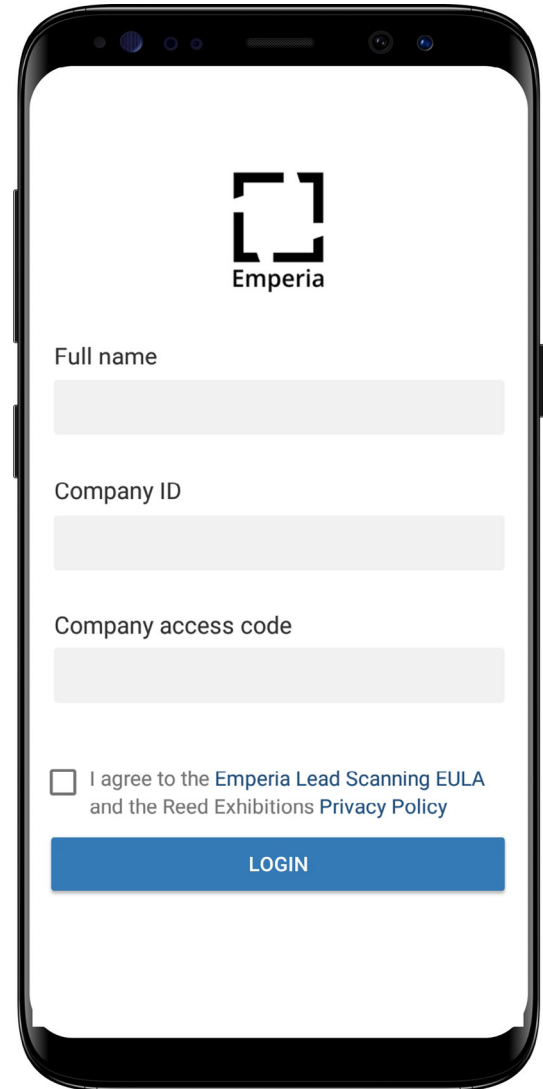 Emperia
Full name
Company ID
Company access code
I agree to the Emperia Lead Scanning EULA
and the Reed Exhibitions Privacy Policy
LOGIN